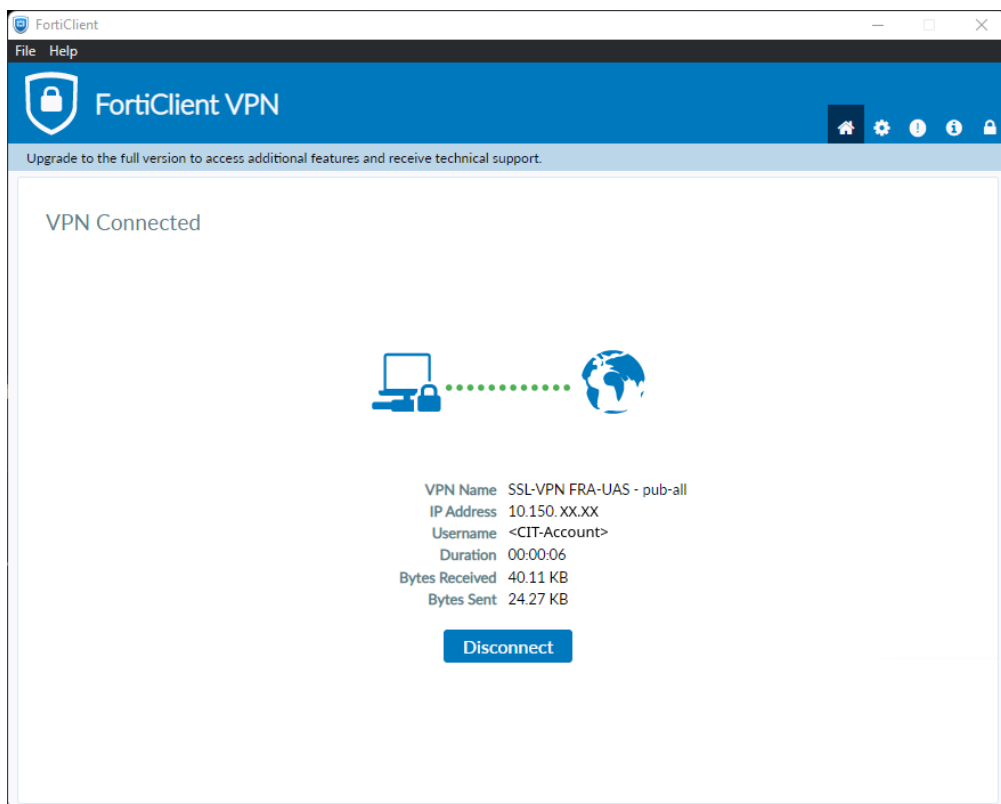 FortiClient
File Help
FortiClient VPN
Upgrade to the full version to access additional features and receive technical support.
VPN Connected
VPN Name SSL-VPN FRA-UAS - pub-all
IP Address 10.150.XX.XX
Username <CIT-Account>
Duration 00:00:06
Bytes Received 40.11 KB
Bytes Sent 24.27 KB
Disconnect